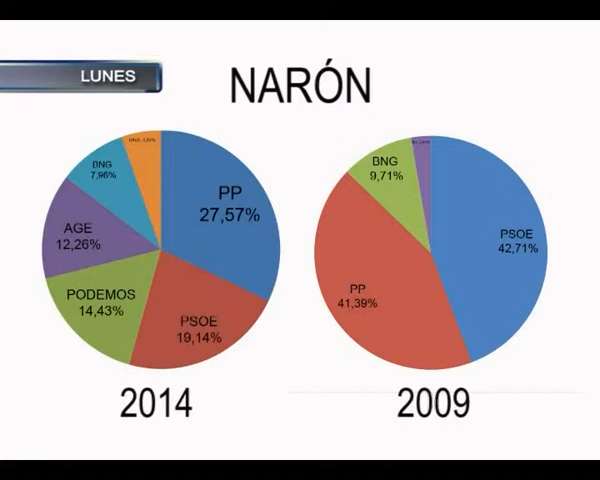 LUNES
NARÓN
PP
27,57%
PSOE
19,14%
PODEMOS
14,43%
AGE
12,26%
BNG
7,96%
2014
PSOE
42,71%
PP
41,39%
BNG
9,71%
2009